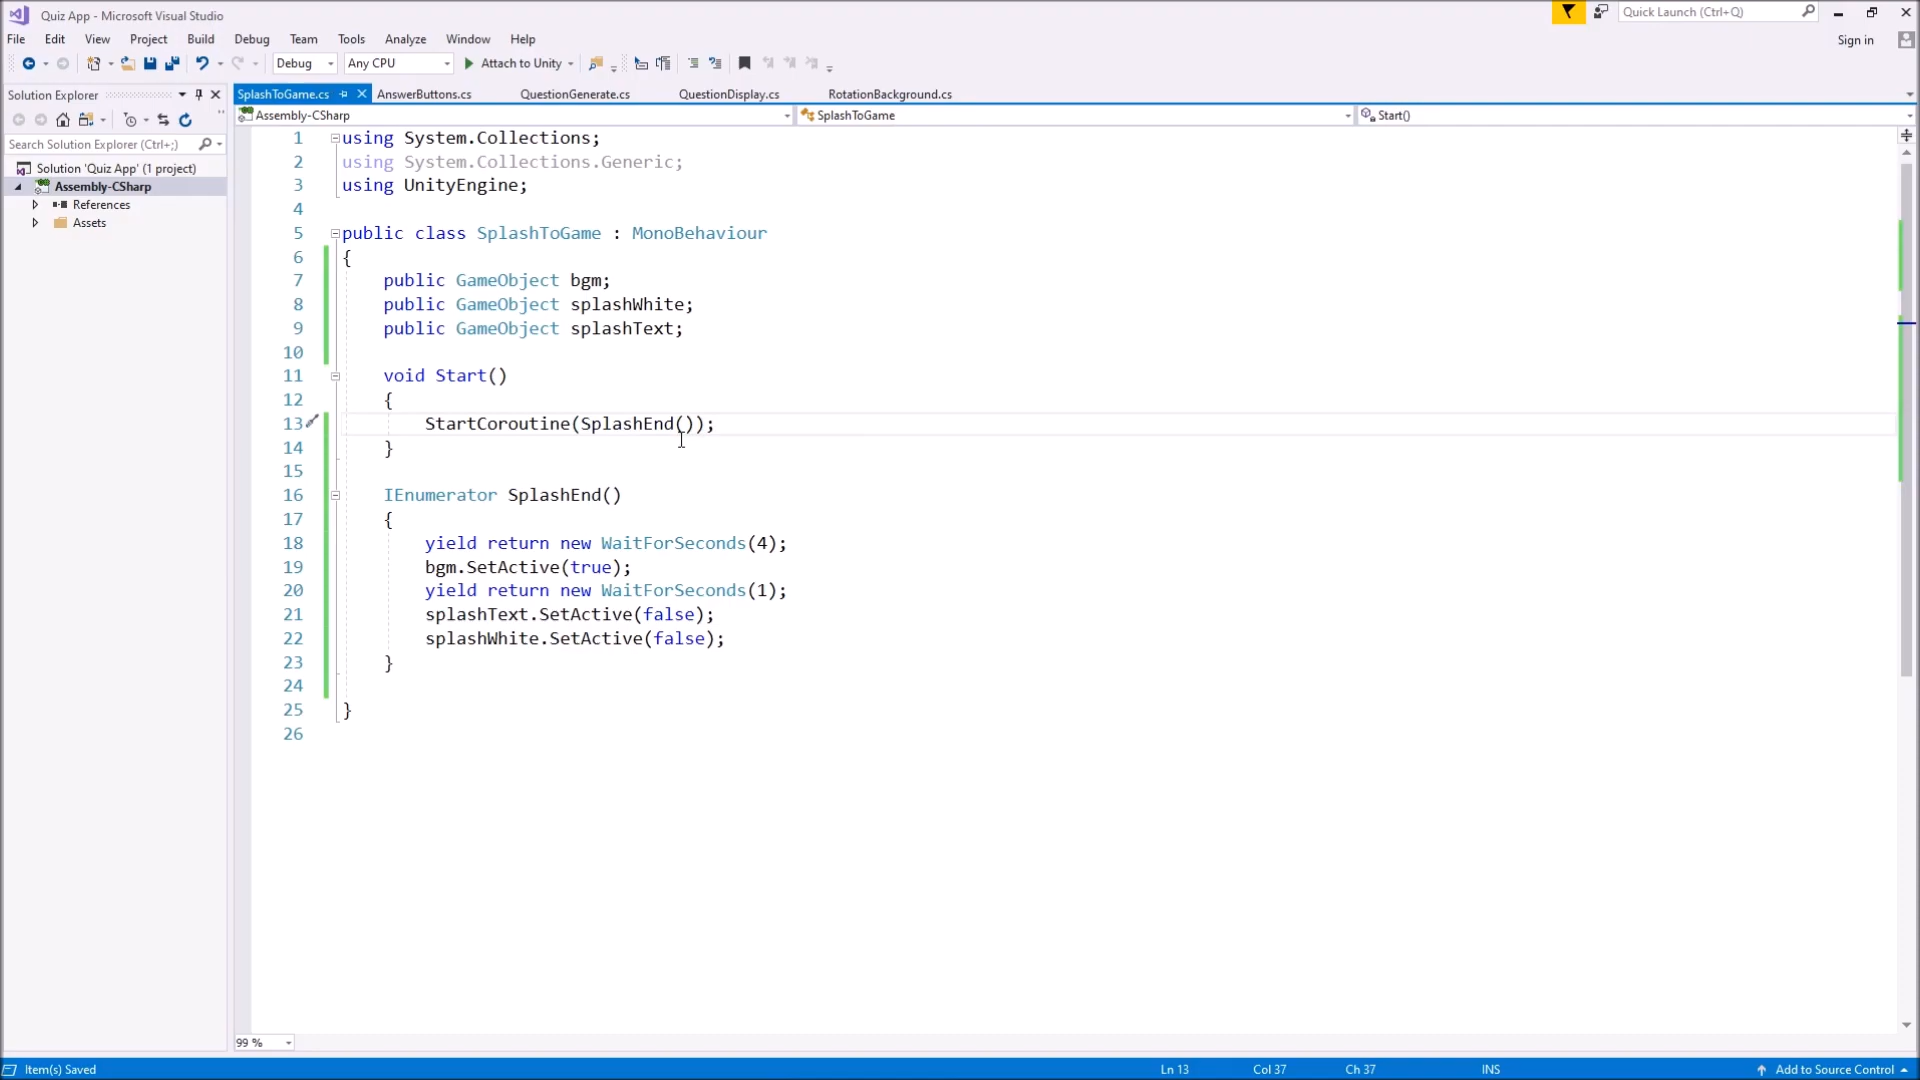 Quiz App - Microsoft Visual Studio
Quick Launch (Ctrl+Q)
File Edit View Project Build Debug Team Tools Analyze Window Help
Sign in
Debug Any CPU Attach to Unity
Solution Explorer
SplashToGame.cs AnswerButtons.cs QuestionGenerate.cs QuestionDisplay.cs RotationBackground.cs
Assembly-CSharp SplashToGame Start()
Search Solution Explorer (Ctrl+;)
Solution 'Quiz App' (1 project)
Assembly-CSharp
References
Assets
1 using System.Collections;
2 using System.Collections.Generic;
3 using UnityEngine;
4
5 public class SplashToGame : MonoBehaviour
6 {
7 public GameObject bgm;
8 public GameObject splashWhite;
9 public GameObject splashText;
10
11 void Start()
12 {
13 StartCoroutine(SplashEnd());
14 }
15
16 IEnumerator SplashEnd()
17 {
18 yield return new WaitForSeconds(4);
19 bgm.SetActive(true);
20 yield return new WaitForSeconds(1);
21 splashText.SetActive(false);
22 splashWhite.SetActive(false);
23 }
24
25 }
26
99 %
Item(s) Saved Ln 13 Col 37 Ch 37 INS Add to Source Control